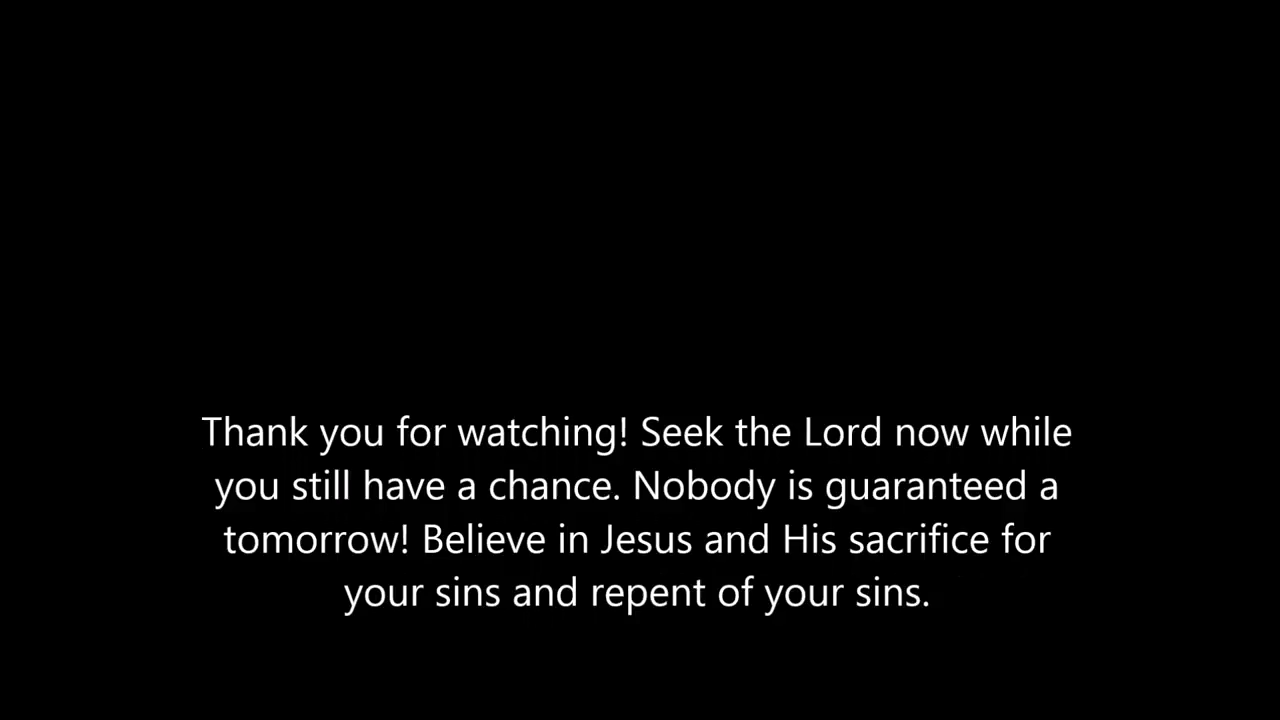 Thank you for watching! Seek the Lord now while
you still have a chance. Nobody is guaranteed a
tomorrow! Believe in Jesus and His sacrifice for
your sins and repent of your sins.